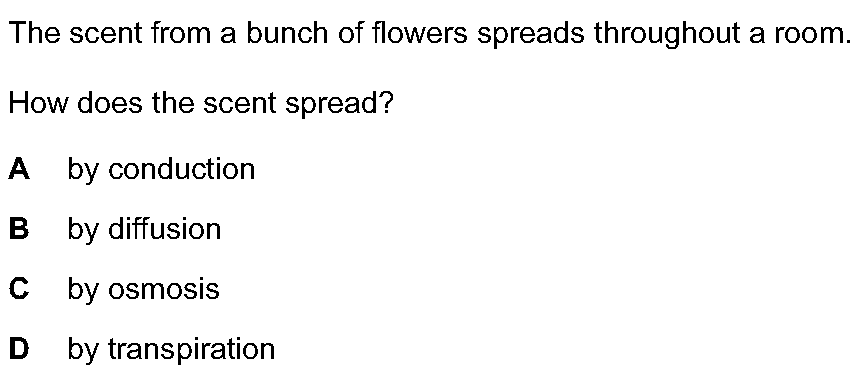 The scent from a bunch of flowers spreads throughout a room.
How does the scent spread?
A by conduction
B by diffusion
C by osmosis
D by transpiration